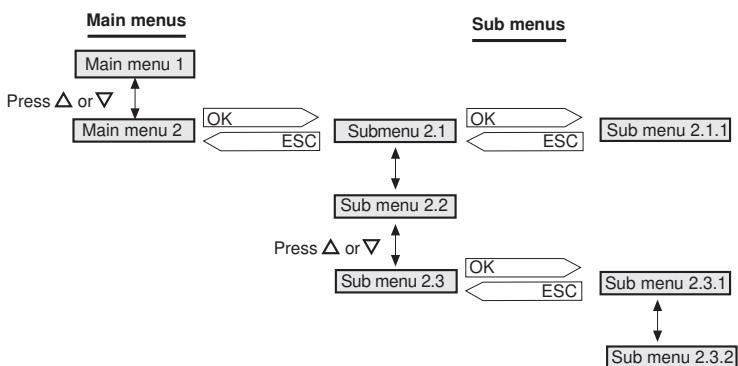 Main menus
Sub menus
Main menu 1
Press △ or ▽
Main menu 2
OK
ESC
Submenu 2.1
OK
ESC
Sub menu 2.1.1
Sub menu 2.2
Press △ or ▽
Sub menu 2.3
OK
ESC
Sub menu 2.3.1
Sub menu 2.3.2